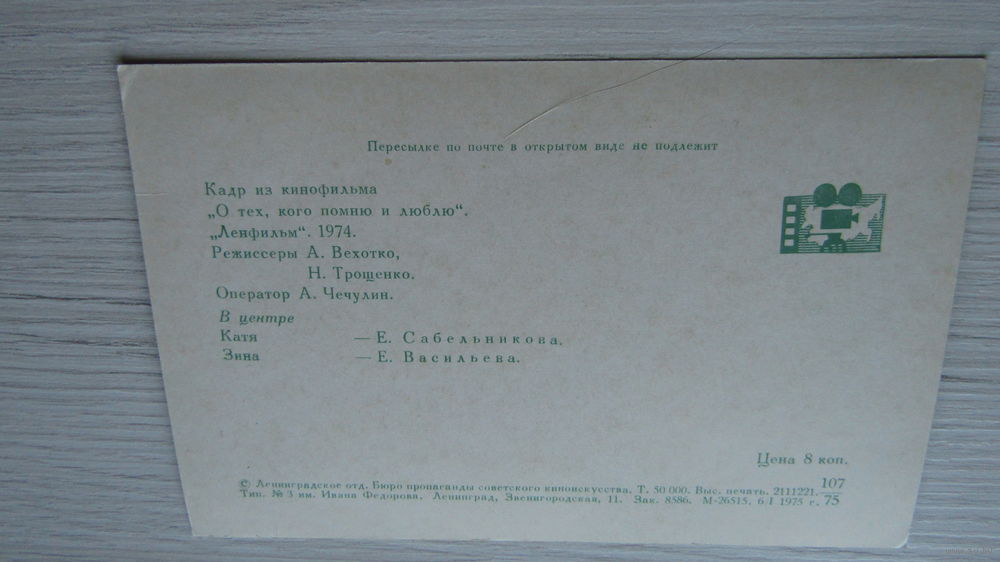 Пересылке по почте в открытом виде не подлежит
Кадр из кинофильма
„О тех, кого помню и люблю“.
„Ленфильм“. 1974.
Режиссеры А. Вехотко,
Н. Трощенко.
Оператор А. Чечулин.
В центре
Катя — Е. Сабельникова.
Зина — Е. Васильева.
Цена 8 коп.
© Ленинградское отд. Бюро пропаганды советского киноискусства. Т. 50 000. Выс. печать. 2111221. 107
Тип. № 3 им. Ивана Федорова, Ленинград, Звенигородская, 11. Зак. 8586. М-26515. 6/I 1975 г. 75